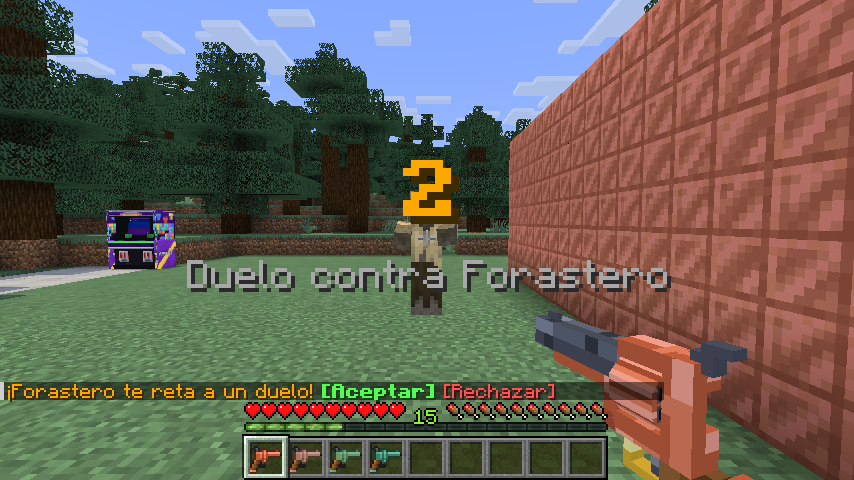 2
Duelo contra Forastero
¡Forastero te reta a un duelo! [Aceptar] [Rechazar]
15